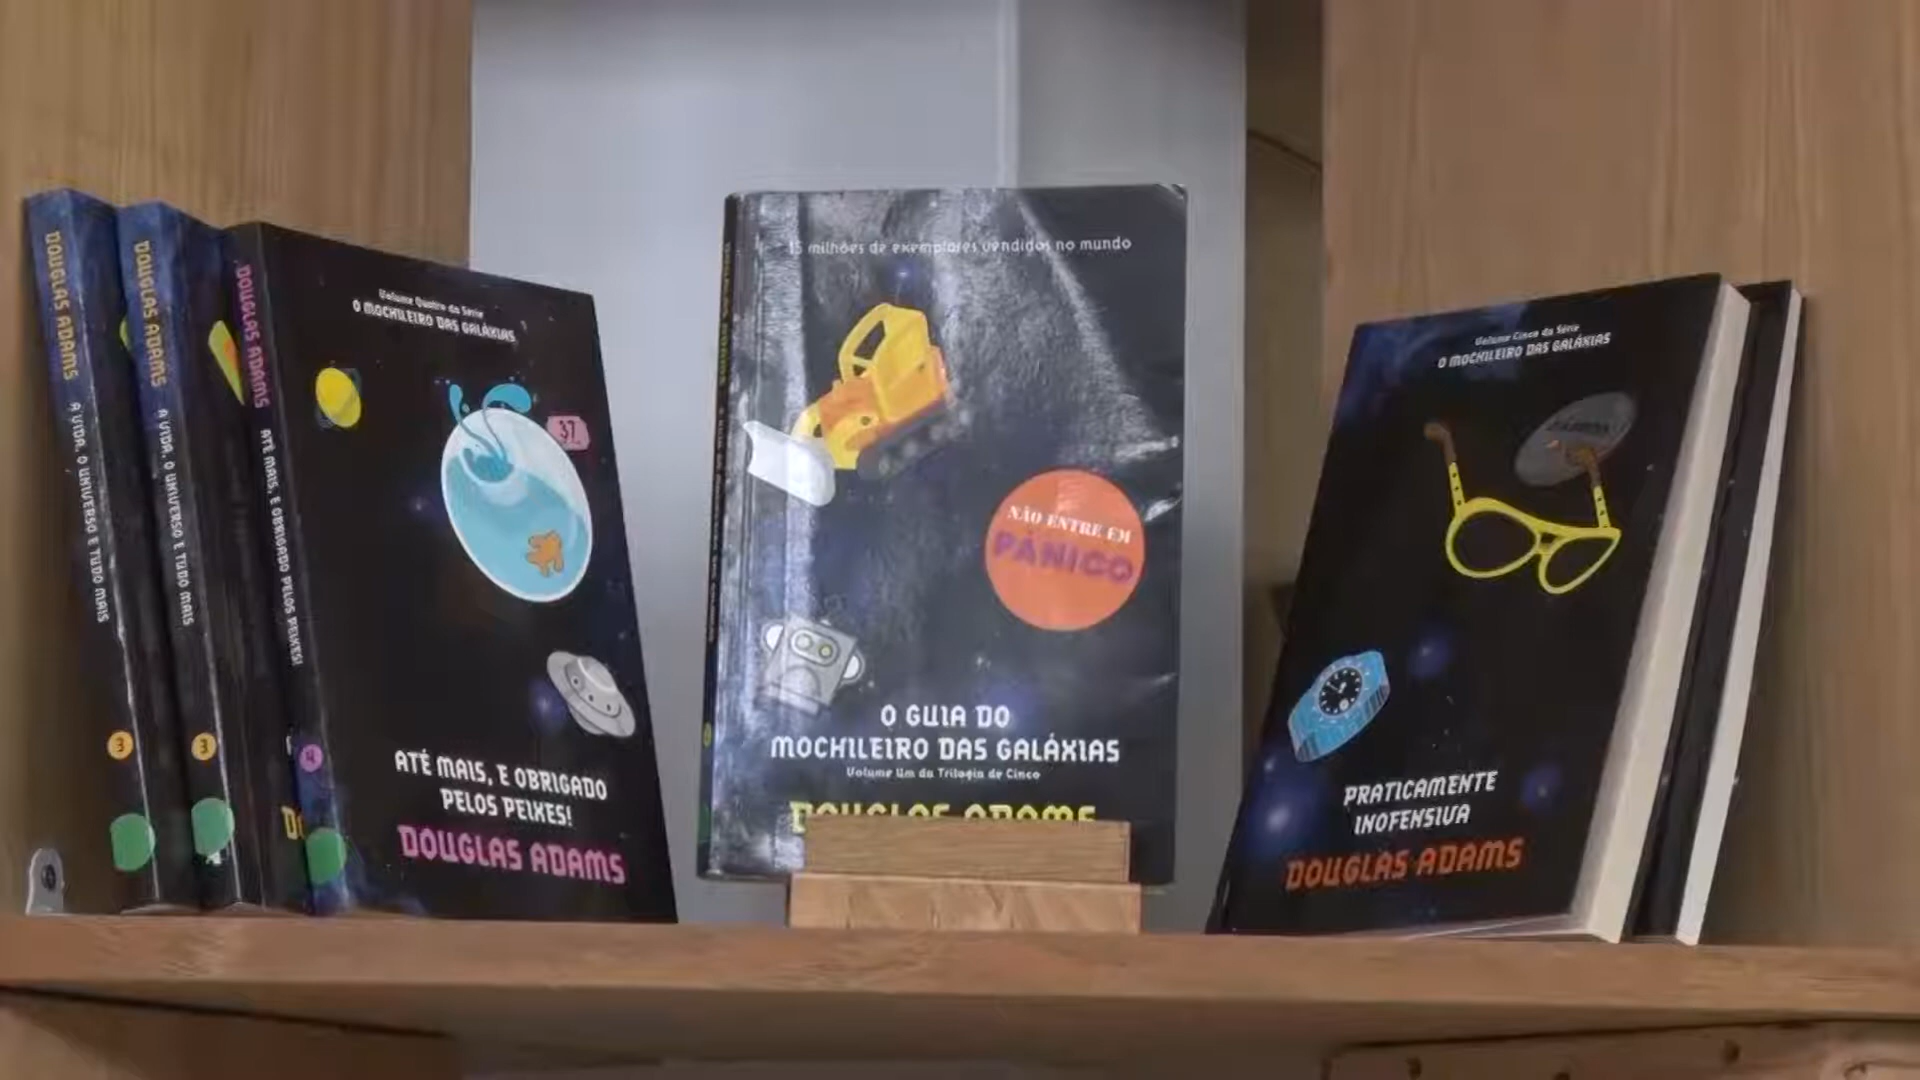 DOUGLAS ADAMS A VIDA, O UNIVERSO E TUDO MAIS 3
DOUGLAS ADAMS A VIDA, O UNIVERSO E TUDO MAIS 3
DOUGLAS ADAMS ATÉ MAIS, E OBRIGADO PELOS PEIXES! 4
Volume Quatro da Série
O MOCHILEIRO DAS GALÁXIAS
37
ATÉ MAIS, E OBRIGADO
PELOS PEIXES!
DOUGLAS ADAMS
15 milhões de exemplares vendidos no mundo
NÃO ENTRE EM
PÂNICO
O GUIA DO
MOCHILEIRO DAS GALÁXIAS
Volume Um da Trilogia de Cinco
DOUGLAS ADAMS
Volume Cinco da Série
O MOCHILEIRO DAS GALÁXIAS
PRATICAMENTE
INOFENSIVA
DOUGLAS ADAMS